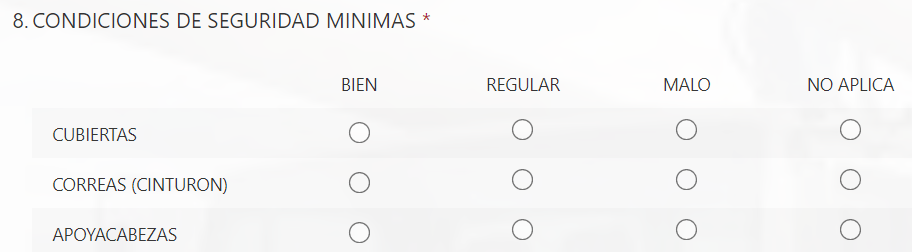 8. CONDICIONES DE SEGURIDAD MINIMAS *
BIEN REGULAR MALO NO APLICA
CUBIERTAS
CORREAS (CINTURON)
APOYACABEZAS